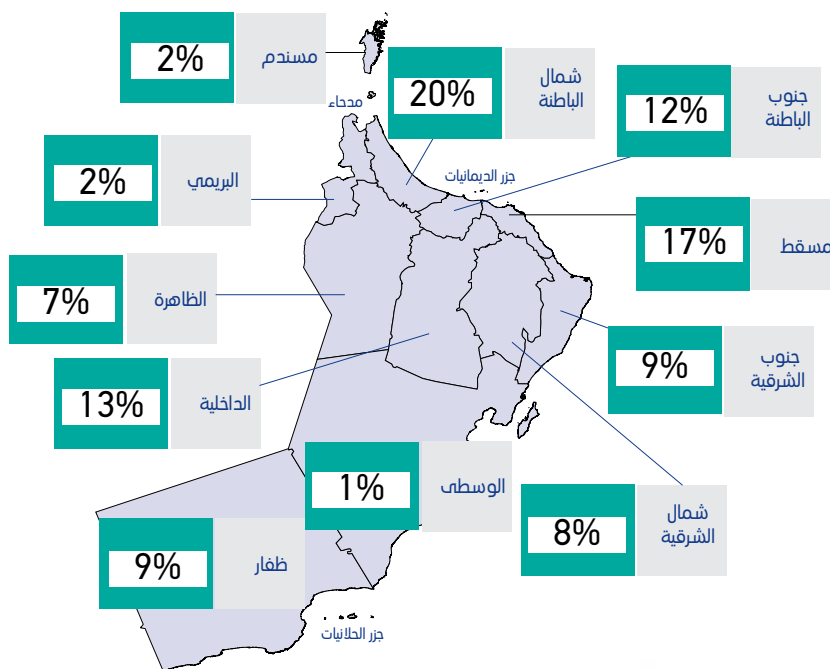 2%
مسندم
20%
شمال
الباطنة
12%
جنوب
الباطنة
مدحاء
جزر الديمانيات
2%
البريمي
17%
مسقط
7%
الظاهرة
9%
جنوب
الشرقية
13%
الداخلية
1%
الوسطى
8%
شمال
الشرقية
9%
ظفار
جزر الحلانيات